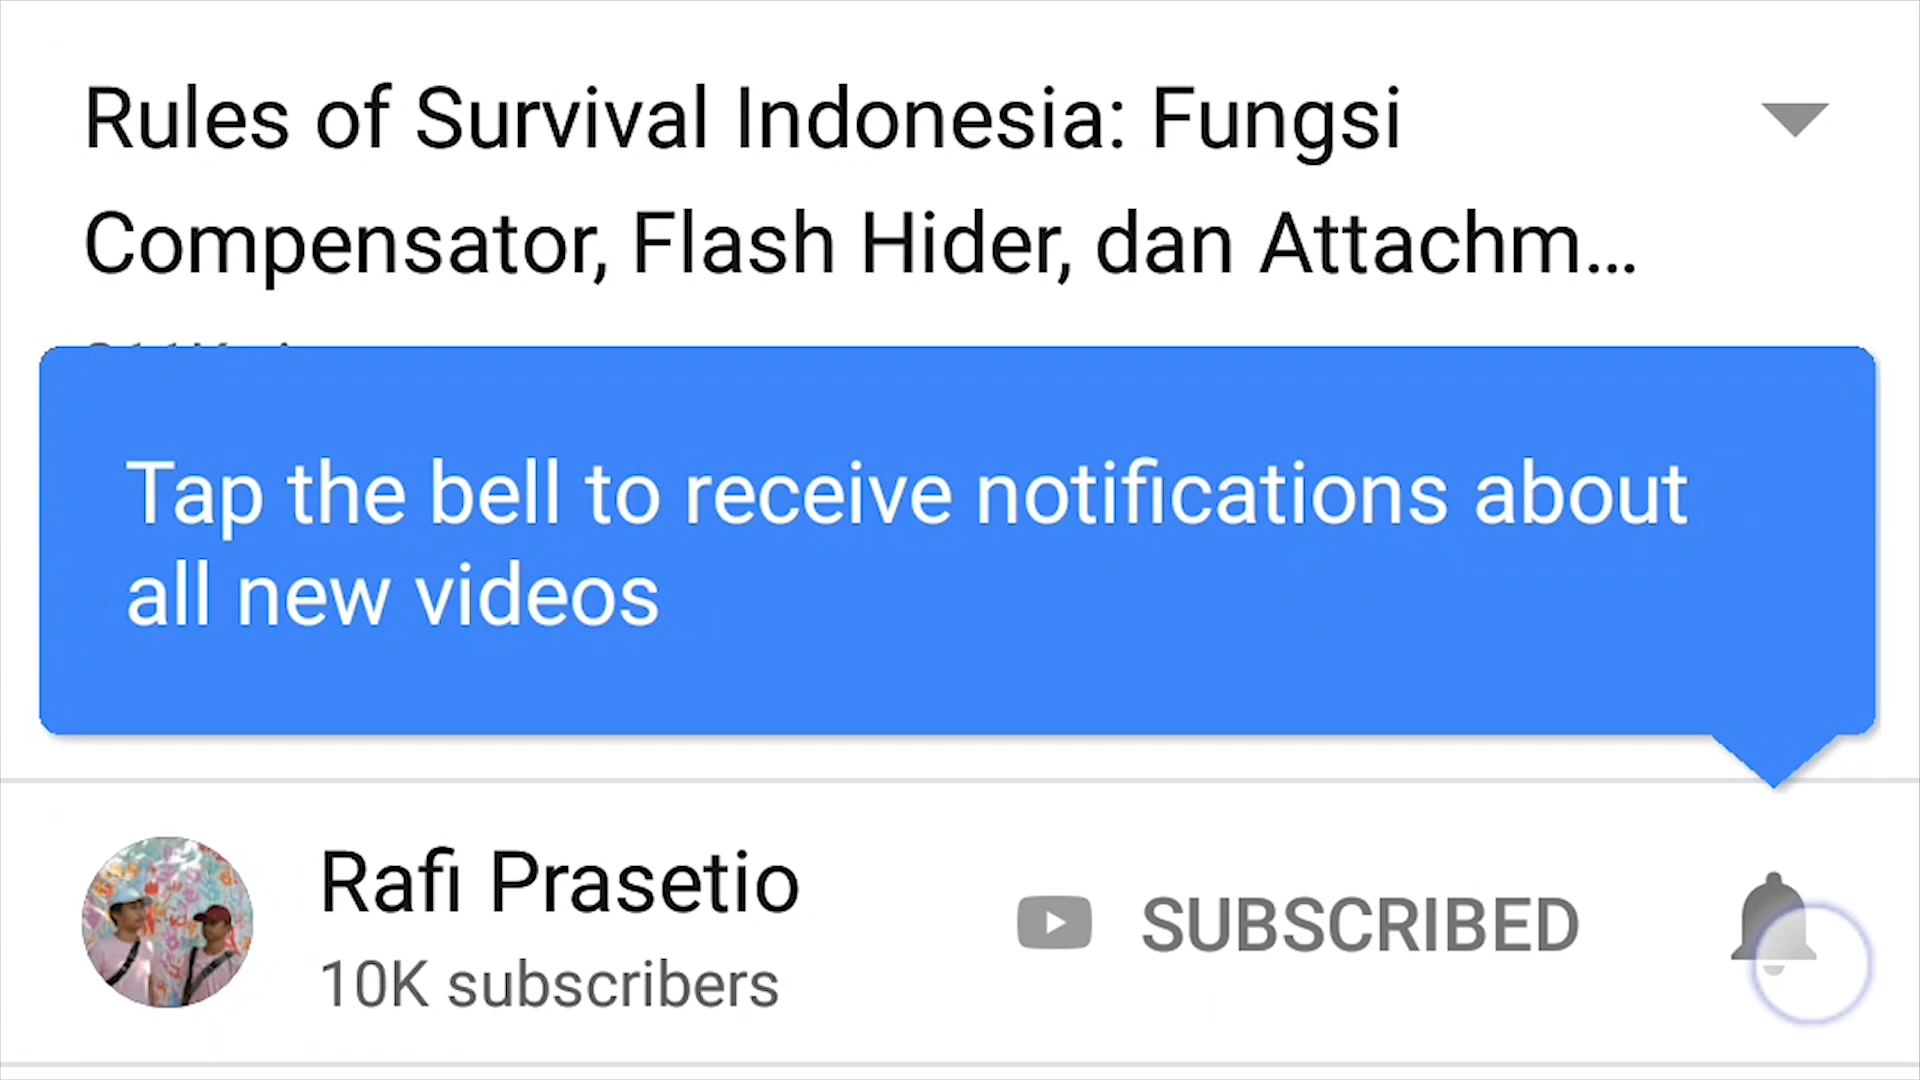 Rules of Survival Indonesia: Fungsi
Compensator, Flash Hider, dan Attachm...
Tap the bell to receive notifications about
all new videos
Rafi Prasetio
SUBSCRIBED
10K subscribers